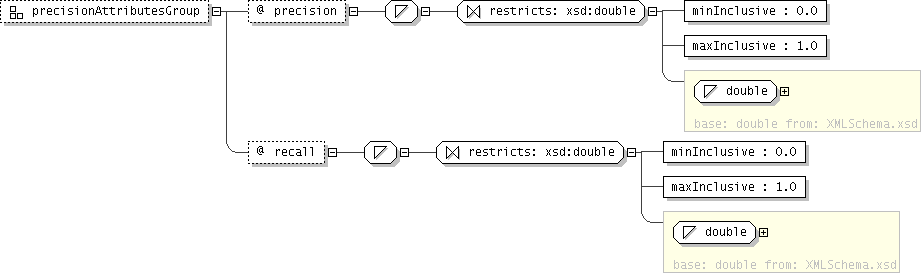 precisionAttributesGroup
@ precision
restricts: xsd:double
minInclusive : 0.0
maxInclusive : 1.0
double
base: double from: XMLSchema.xsd
@ recall
restricts: xsd:double
minInclusive : 0.0
maxInclusive : 1.0
double
base: double from: XMLSchema.xsd